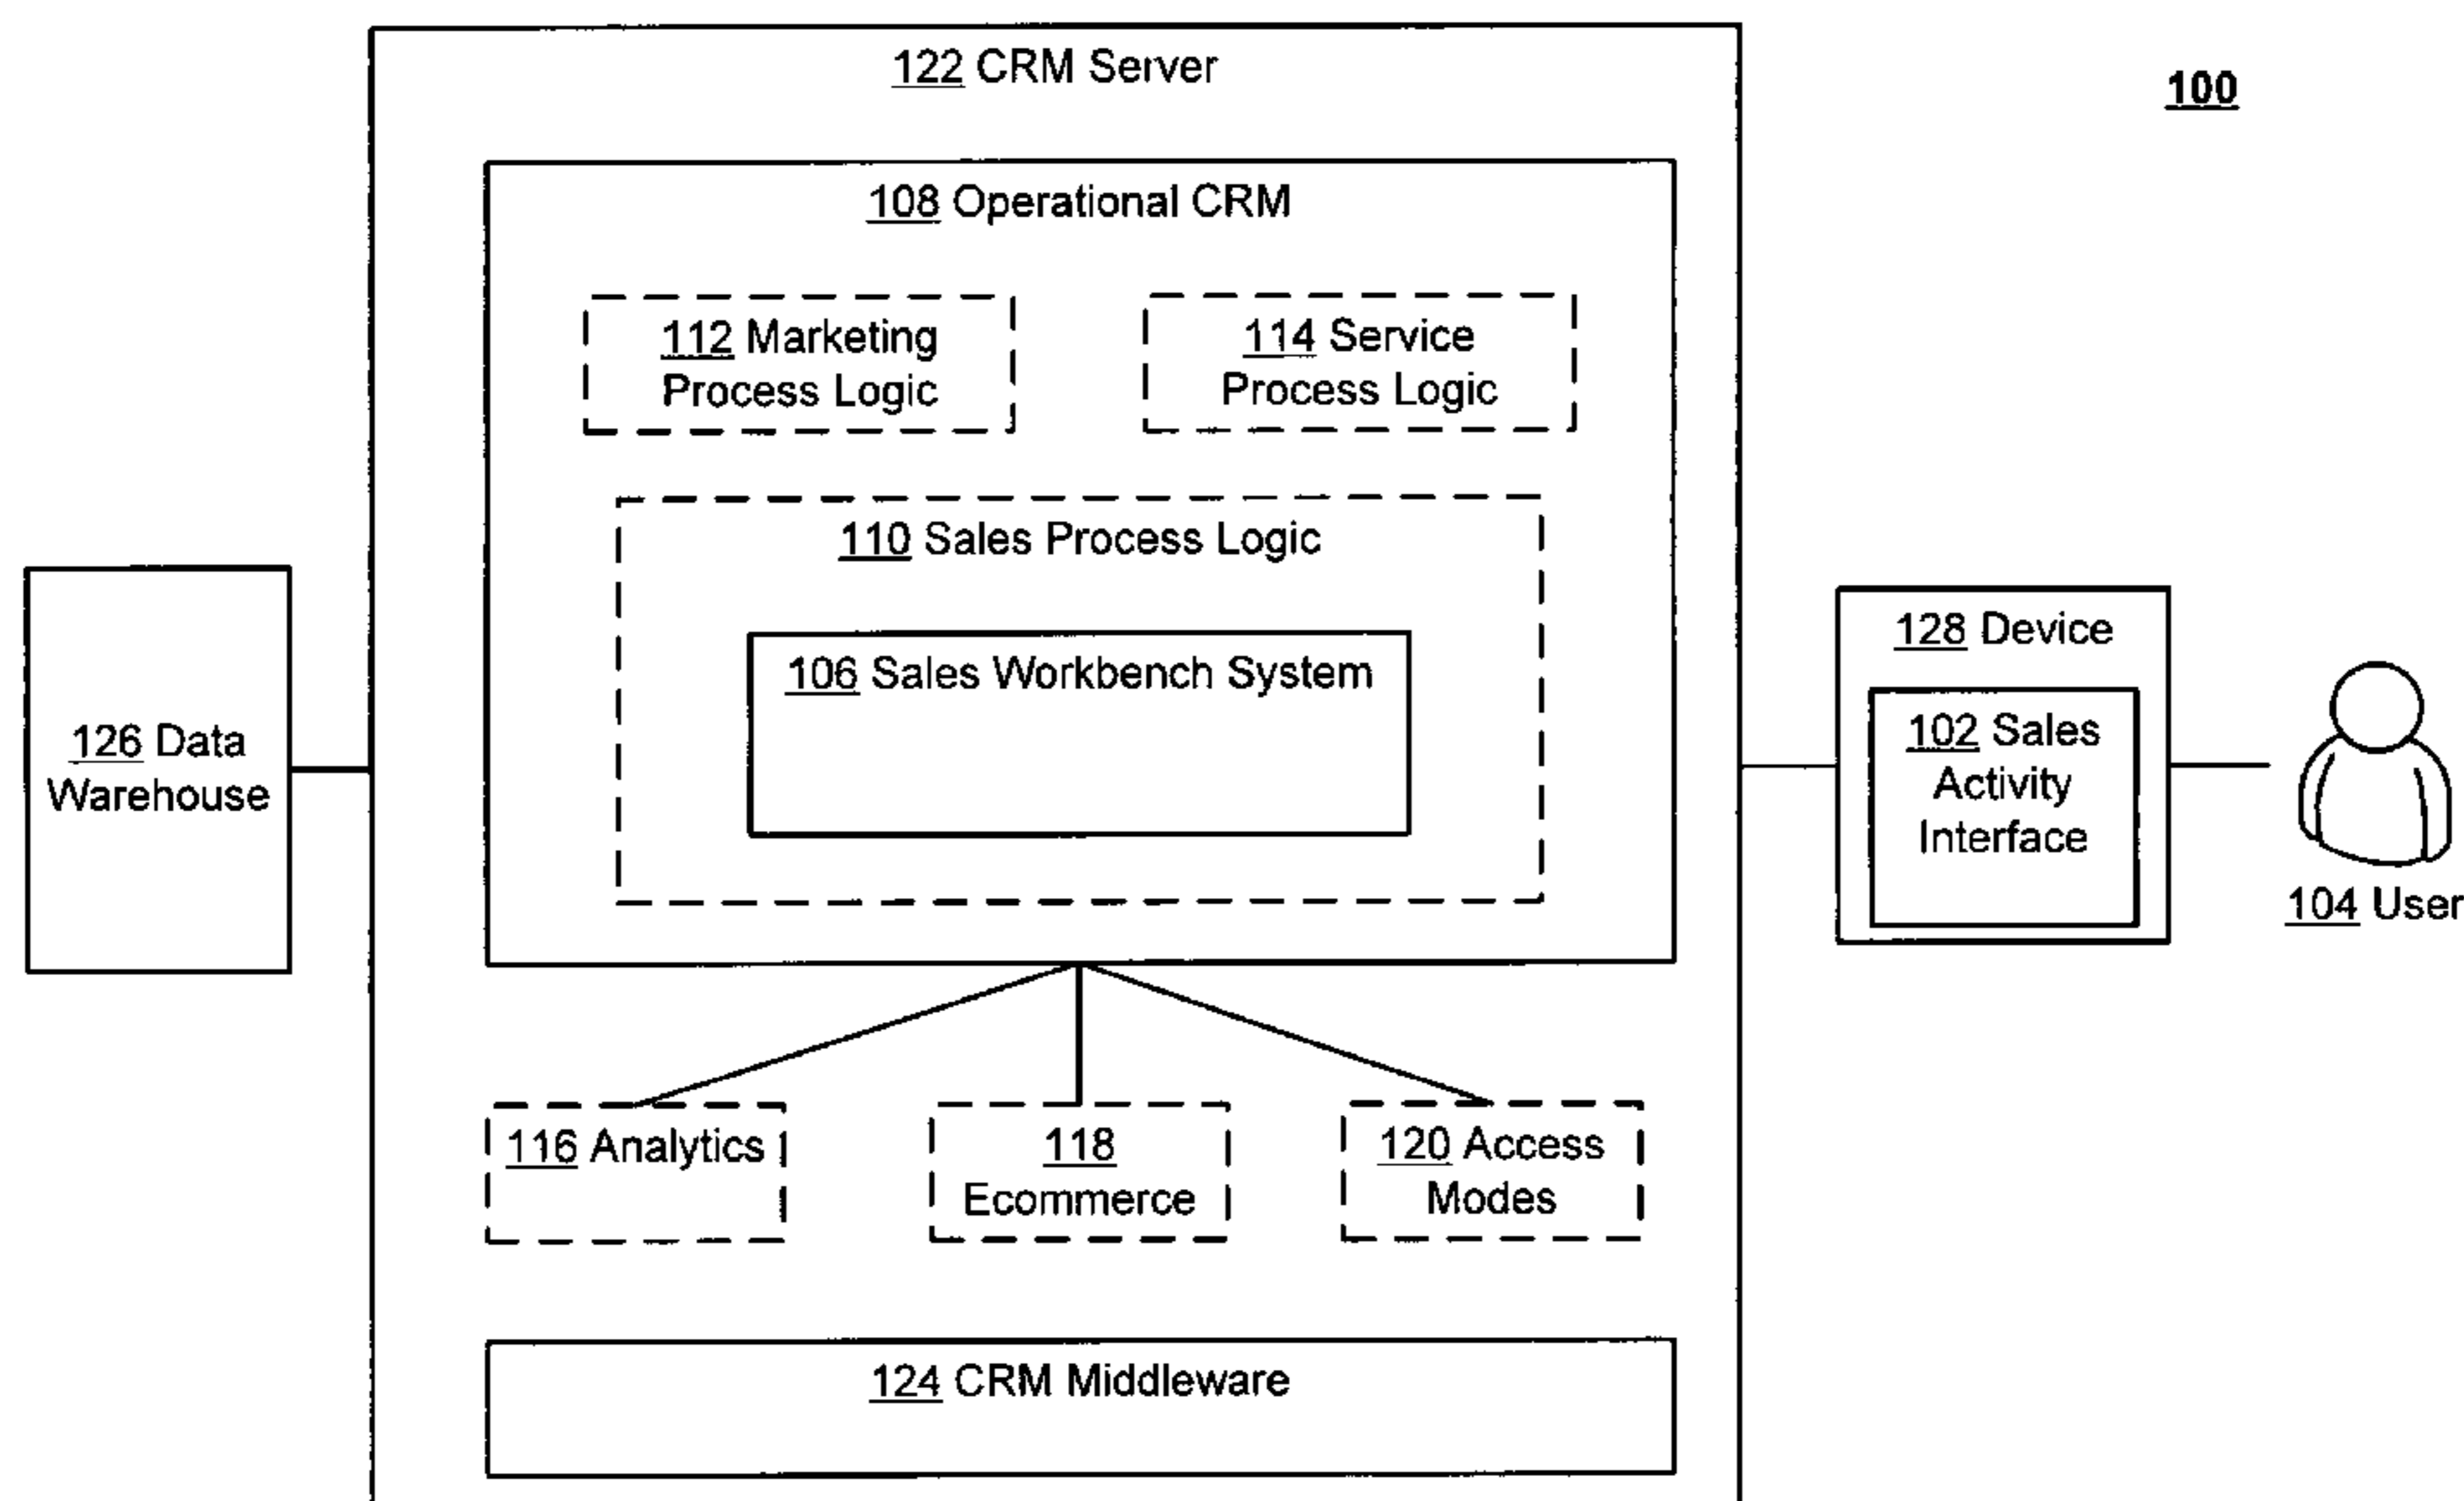 122 CRM Server
100
108 Operational CRM
112 Marketing
Process Logic
114 Service
Process Logic
110 Sales Process Logic
106 Sales Workbench System
126 Data
Warehouse
128 Device
102 Sales
Activity
Interface
104 User
116 Analytics
118
Ecommerce
120 Access
Modes
124 CRM Middleware